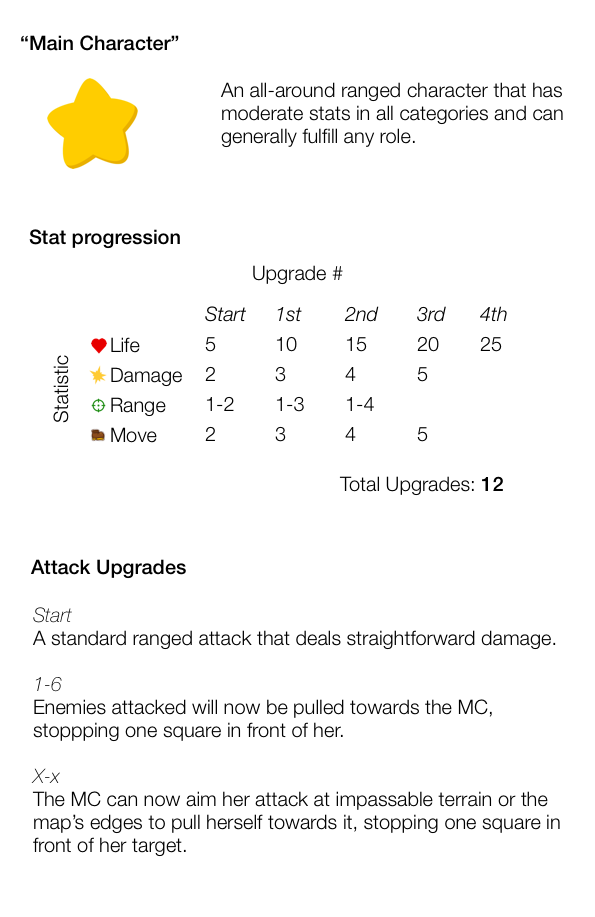 “Main Character”
An all-around ranged character that has
moderate stats in all categories and can
generally fulfill any role.
Stat progression
Upgrade #
Start 1st 2nd 3rd 4th
Statistic
Life 5 10 15 20 25
Damage 2 3 4 5
Range 1-2 1-3 1-4
Move 2 3 4 5
Total Upgrades: 12
Attack Upgrades
Start
A standard ranged attack that deals straightforward damage.
1-6
Enemies attacked will now be pulled towards the MC,
stoppping one square in front of her.
X-x
The MC can now aim her attack at impassable terrain or the
map’s edges to pull herself towards it, stopping one square in
front of her target.